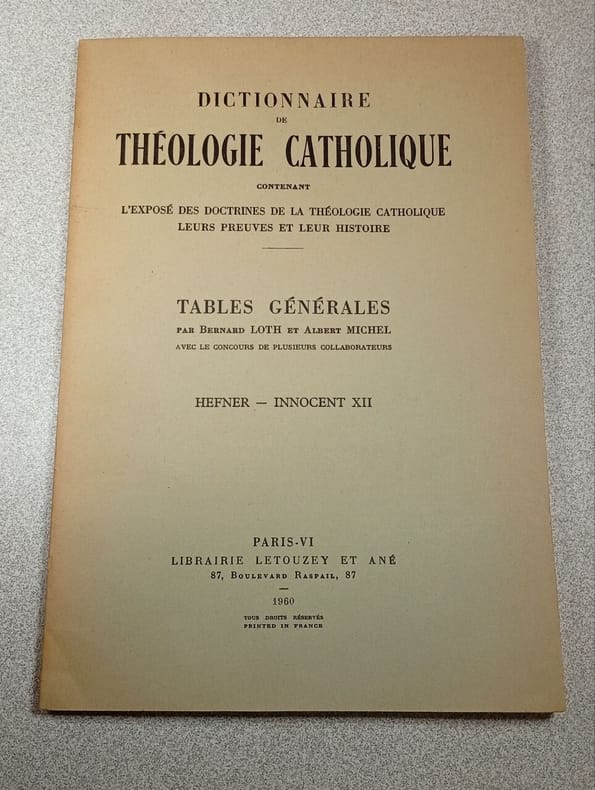 DICTIONNAIRE
DE
THÉOLOGIE CATHOLIQUE
CONTENANT
L'EXPOSÉ DES DOCTRINES DE LA THÉOLOGIE CATHOLIQUE
LEURS PREUVES ET LEUR HISTOIRE
TABLES GÉNÉRALES
PAR BERNARD LOTH ET ALBERT MICHEL
AVEC LE CONCOURS DE PLUSIEURS COLLABORATEURS
HEFNER — INNOCENT XII
PARIS-VI
LIBRAIRIE LETOUZEY ET ANÉ
87, BOULEVARD RASPAIL, 87
1960
TOUS DROITS RÉSERVÉS
PRINTED IN FRANCE